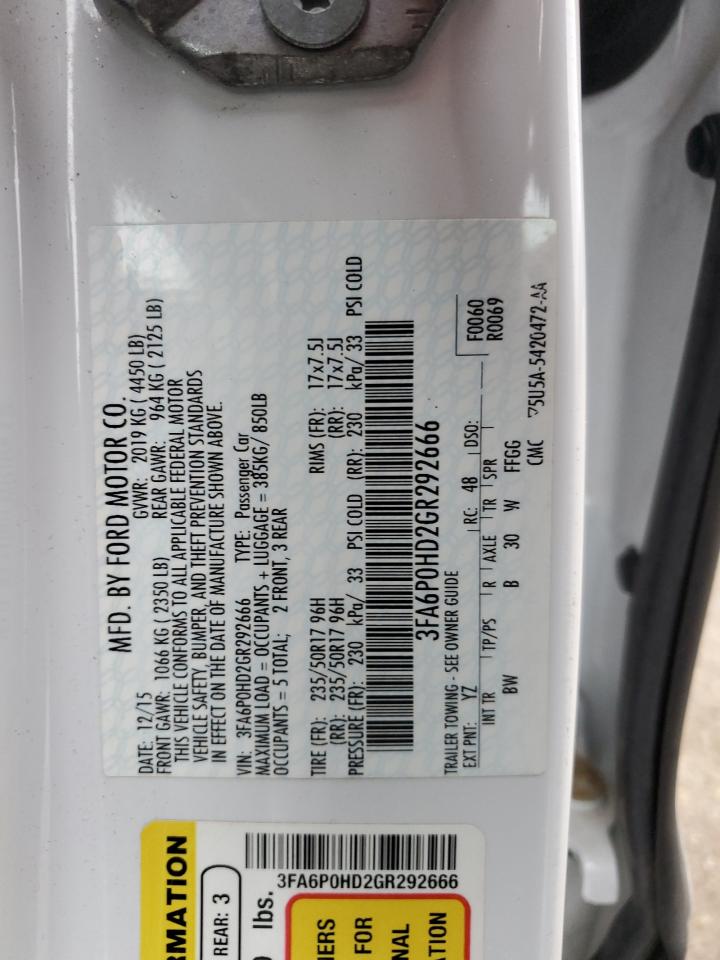 MFD. BY FORD MOTOR CO.
DATE: 12/15 GVWR: 2019 KG ( 4450 LB)
FRONT GAWR: 1066 KG ( 2350 LB) REAR GAWR: 964 KG ( 2125 LB)
THIS VEHICLE CONFORMS TO ALL APPLICABLE FEDERAL MOTOR
VEHICLE SAFETY, BUMPER, AND THEFT PREVENTION STANDARDS
IN EFFECT ON THE DATE OF MANUFACTURE SHOWN ABOVE.
VIN: 3FA6P0HD2GR292666 TYPE: Passenger Car
MAXIMUM LOAD = OCCUPANTS + LUGGAGE = 385KG/ 850LB
OCCUPANTS = 5 TOTAL; 2 FRONT, 3 REAR
TIRE (FR): 235/50R17 96H RIMS (FR): 17x7.5J
(RR): 235/50R17 96H (RR): 17x7.5J
PRESSURE (FR): 230 kPa/ 33 PSI COLD (RR): 230 kPa/ 33 PSI COLD
3FA6P0HD2GR292666
TRAILER TOWING - SEE OWNER GUIDE F0060
EXT PNT: YZ RC: 48 DSO: R0069
INT TR TP/PS R AXLE TR SPR
BW B 30 W FFGG
CMC ▽5U5A-5420472-AA
RMATION
REAR: 3
lbs.
3FA6P0HD2GR292666
FOR